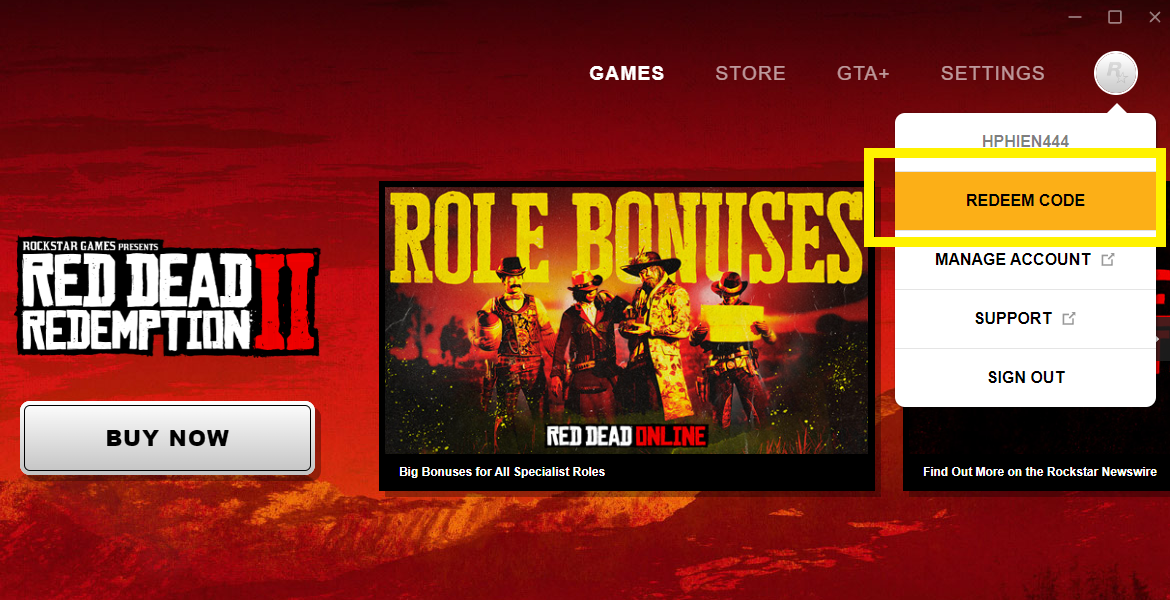 GAMES
STORE
GTA+
SETTINGS
HPHIEN444
REDEEM CODE
MANAGE ACCOUNT
SUPPORT
SIGN OUT
ROCKSTAR GAMES PRESENTS
RED DEAD
REDEMPTION II
BUY NOW
ROLE BONUSES
RED DEAD ONLINE
Big Bonuses for All Specialist Roles
Find Out More on the Rockstar Newswire